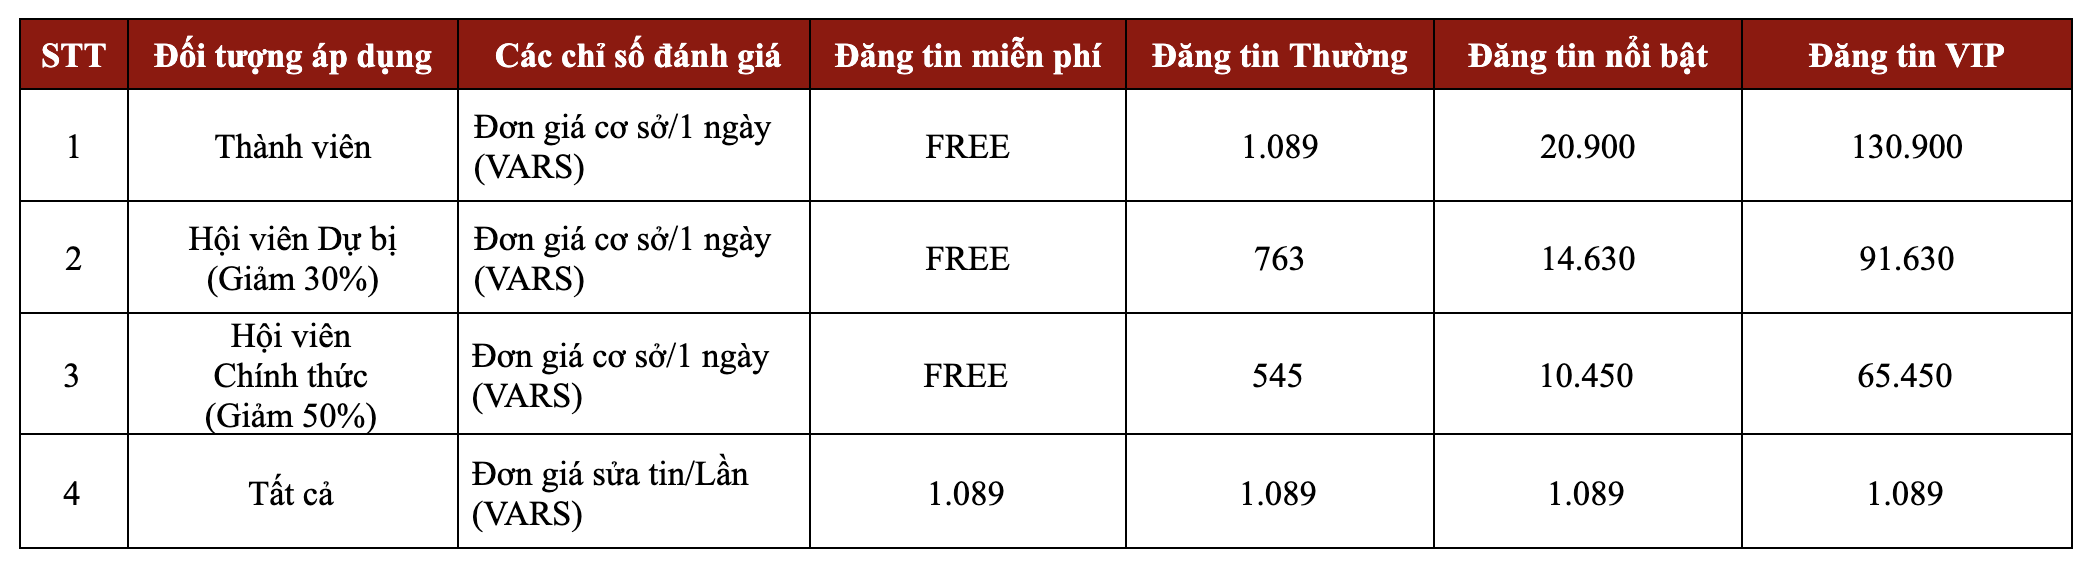 STT Đối tượng áp dụng Các chỉ số đánh giá Đăng tin miễn phí Đăng tin Thường Đăng tin nổi bật Đăng tin VIP
1 Thành viên Đơn giá cơ sở/1 ngày (VARS) FREE 1.089 20.900 130.900
2 Hội viên Dự bị (Giảm 30%) Đơn giá cơ sở/1 ngày (VARS) FREE 763 14.630 91.630
3 Hội viên Chính thức (Giảm 50%) Đơn giá cơ sở/1 ngày (VARS) FREE 545 10.450 65.450
4 Tất cả Đơn giá sửa tin/Lần (VARS) 1.089 1.089 1.089 1.089